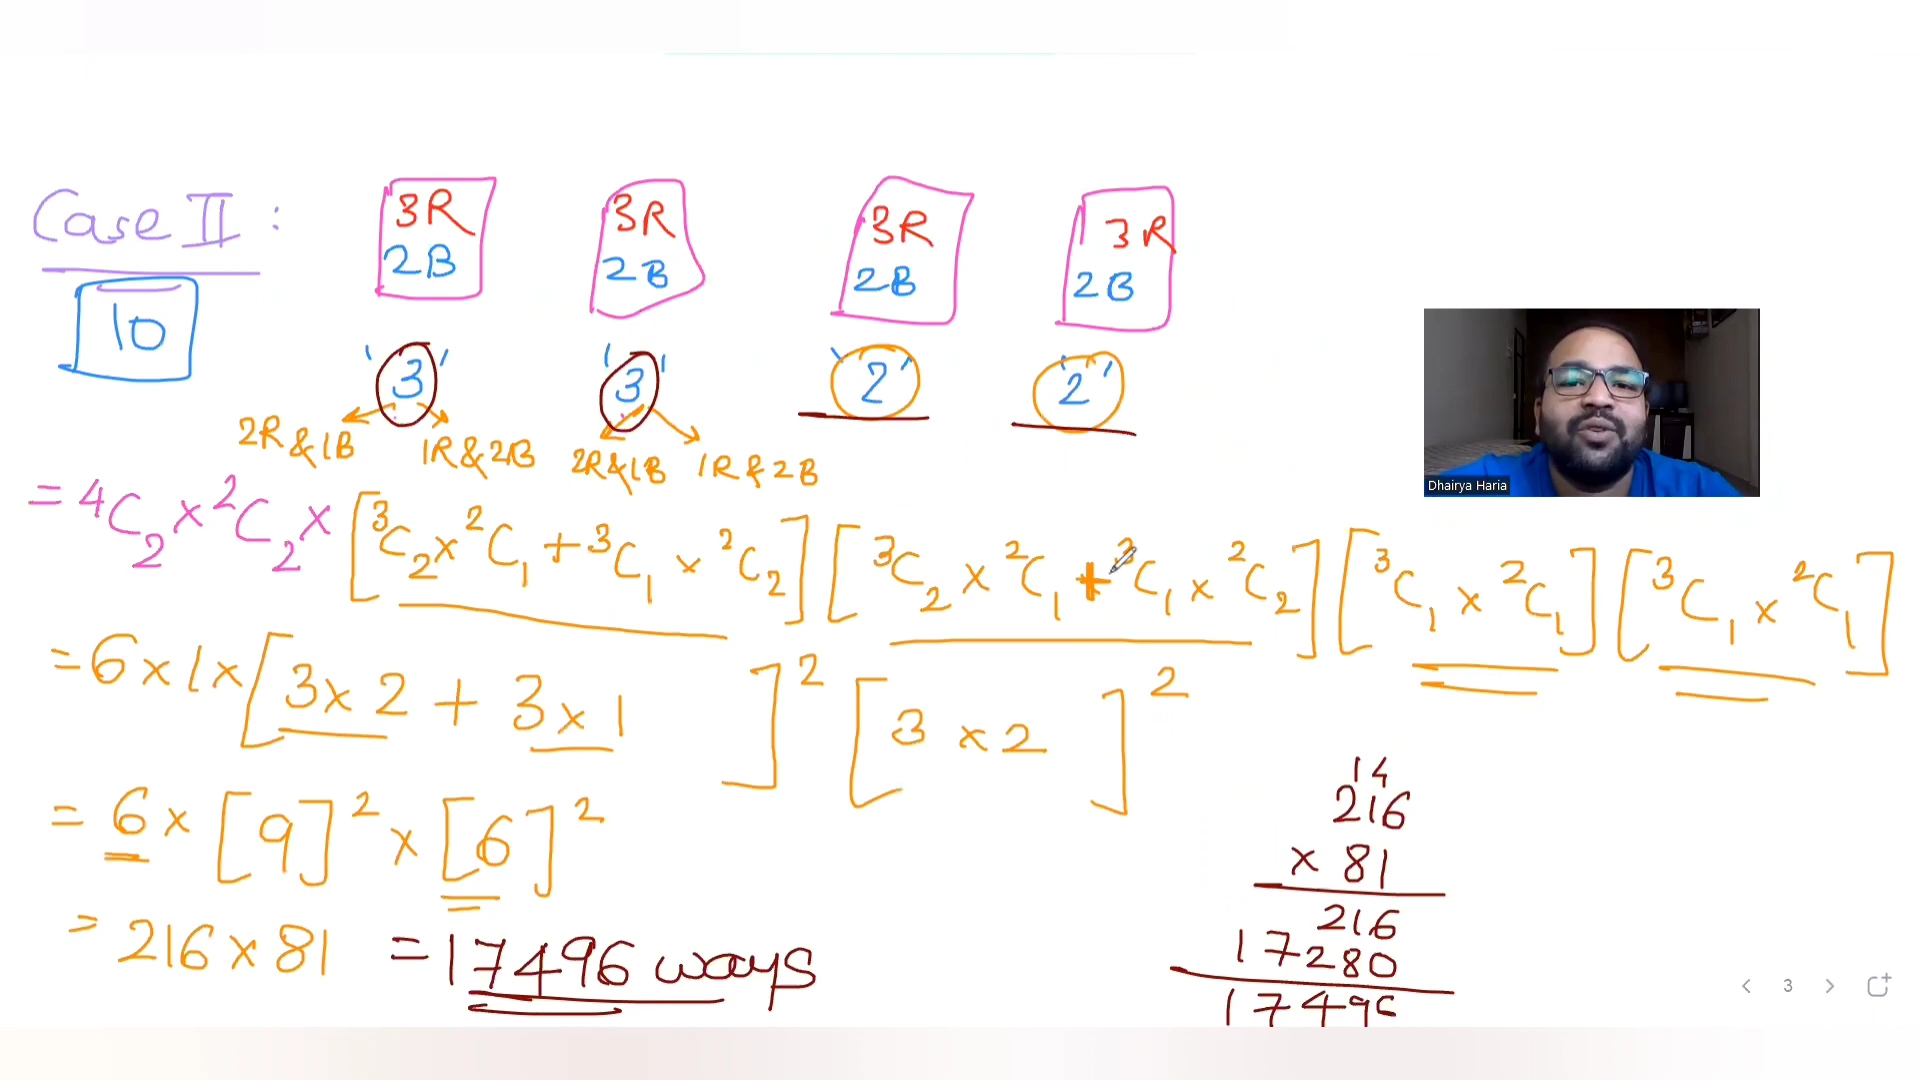 Case II :
3R 3R 3R 3R
2B 2B 2B 2B
10
3 3 2 2
2R & 1B 1R & 2B 2R & 1B 1R & 2B
Dhairya Haria
= ⁴C₂ × ²C₂ × [³C₂ × ²C₁ + ³C₁ × ²C₂] [³C₂ × ²C₁ + ³C₁ × ²C₂] [³C₁ × ²C₁] [³C₁ × ²C₁]
= 6 × 1 × [3 × 2 + 3 × 1]² [3 × 2]²
= 6 × [9]² × [6]²
= 216 × 81 = 17496 ways
14
216
× 81
216
17280
17496
3